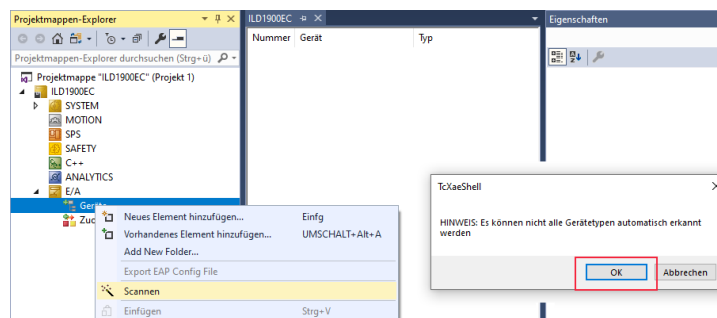 Projektmappen-Explorer
ILD1900EC
Eigenschaften
Nummer Gerät Typ
Projektmappen-Explorer durchsuchen (Strg+ü)
Projektmappe "ILD1900EC" (Projekt 1)
ILD1900EC
SYSTEM
MOTION
SPS
SAFETY
C++
ANALYTICS
E/A
Neues Element hinzufügen... Einfg
Vorhandenes Element hinzufügen... UMSCHALT+Alt+A
Add New Folder...
Export EAP Config File
Scannen
Einfügen Strg+V
TcXaeShell
HINWEIS: Es können nicht alle Gerätetypen automatisch erkannt
werden
OK Abbrechen